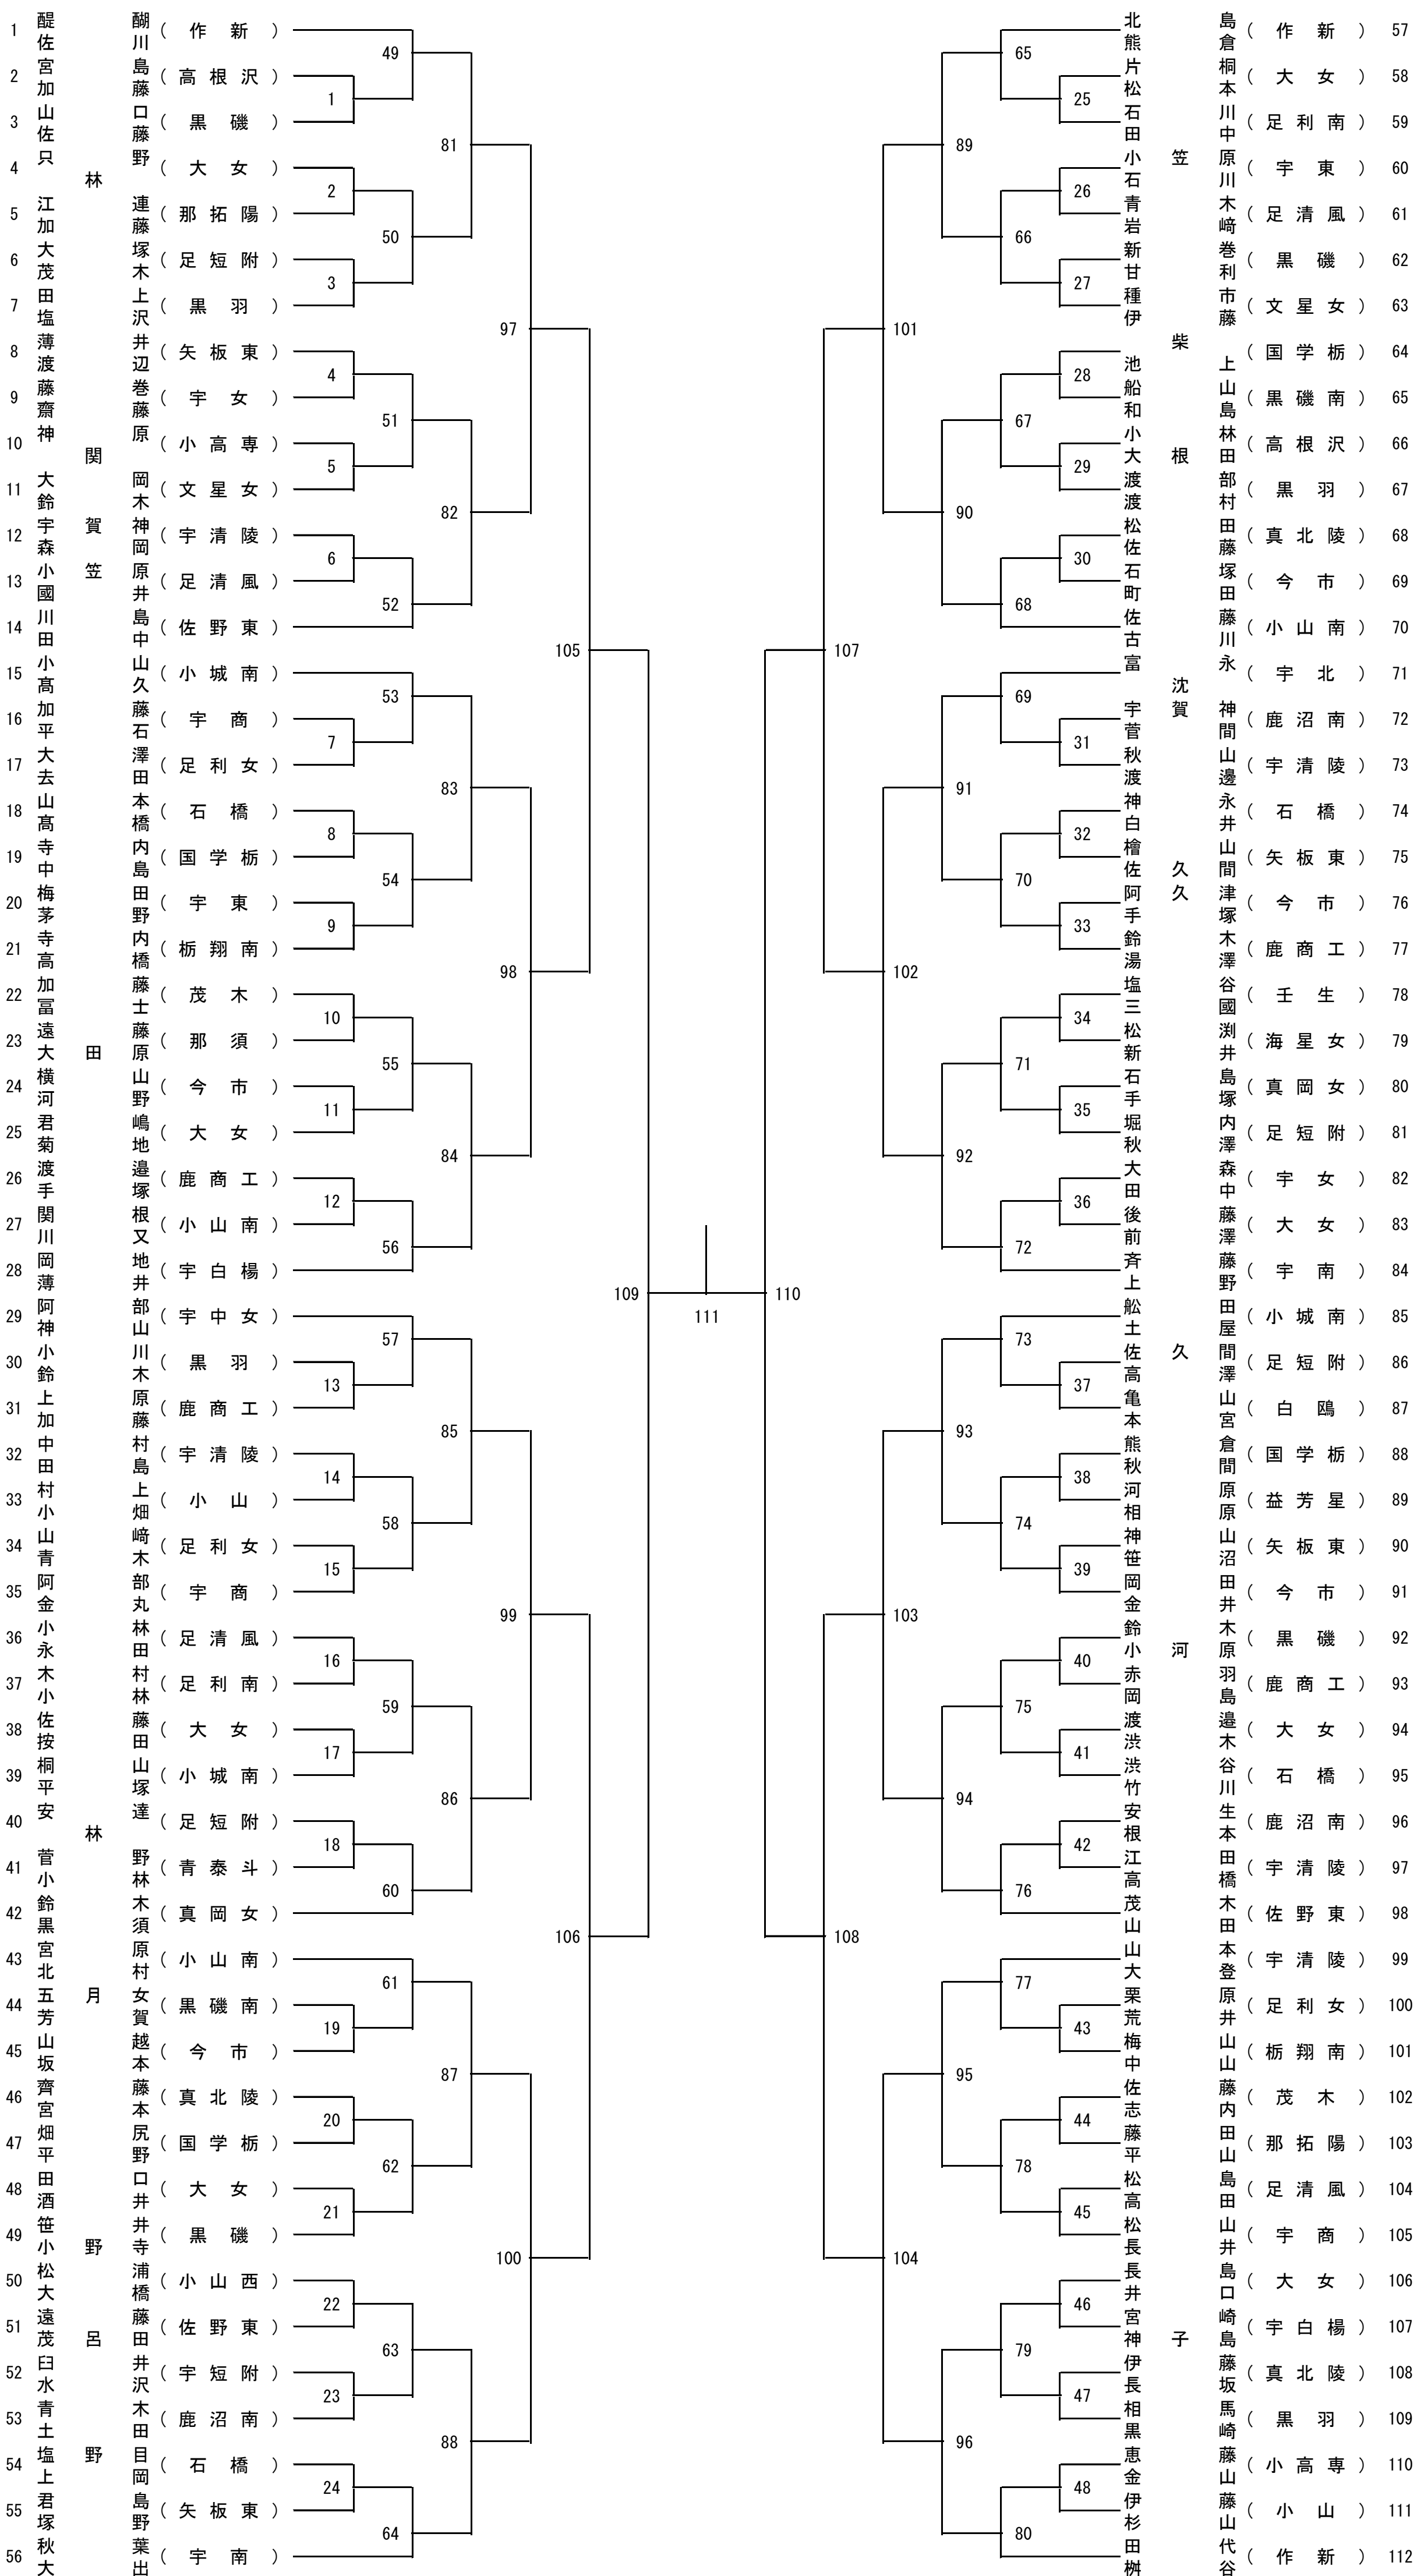 1 醍醐 佐川 （作新）
2 宮島 加藤 （高根沢）
3 山口 佐藤 （黒磯）
4 只野 林 （大女）
5 江連 加藤 （那拓陽）
6 大塚 茂木 （足短附）
7 田上 塩沢 （黒羽）
8 薄井 渡辺 （矢板東）
9 藤巻 齋藤 （宇女）
10 神原 関 （小高専）
11 大岡 鈴木 （文星女）
12 宇賀神 森岡 （宇清陵）
13 小笠原 國井 （足清風）
14 川島 田中 （佐野東）
15 小山 髙久 （小城南）
16 加藤 平石 （宇商）
17 大澤 去田 （足利女）
18 山本 髙橋 （石橋）
19 寺内 中島 （国学栃）
20 梅田 茅野 （宇東）
21 寺内 高橋 （栃翔南）
22 加藤 冨士 （茂木）
23 遠藤 大田原 （那須）
24 横山 河野 （今市）
25 君嶋 菊地 （大女）
26 渡邉 手塚 （鹿商工）
27 関根 川又 （小山南）
28 岡地 薄井 （宇白楊）
29 阿部 神山 （宇中女）
30 小川 鈴木 （黒羽）
31 上原 加藤 （鹿商工）
32 中村 田島 （宇清陵）
33 村上 小畑 （小山）
34 山﨑 青木 （足利女）
35 阿部 金丸 （宇商）
36 小林 永田 （足清風）
37 木村 小林 （足利南）
38 佐藤 按田 （大女）
39 桐山 平塚 （小城南）
40 安達 林 （足短附）
41 菅野 小林 （青泰斗）
42 鈴木 黒須 （真岡女）
43 宮原 北村 （小山南）
44 五月女 芳賀 （黒磯南）
45 山越 坂本 （今市）
46 齊藤 宮本 （真北陵）
47 畑尻 平野 （国学栃）
48 田口 酒井 （大女）
49 笹井 小野寺 （黒磯）
50 松浦 大橋 （小山西）
51 遠藤 茂呂田 （佐野東）
52 臼井 水沢 （宇短附）
53 青木 土田 （鹿沼南）
54 塩野目 上岡 （石橋）
55 君島 塚野 （矢板東）
56 秋葉 大出 （宇南）
1
2
3
4
5
6
7
8
9
10
11
12
13
14
15
16
17
18
19
20
21
22
23
24
49
50
51
52
53
54
55
56
57
58
59
60
61
62
63
64
81
82
83
84
85
86
87
88
97
98
99
100
105
106
109
111
110
107
108
101
102
103
104
89
90
91
92
93
94
95
96
65
66
67
68
69
70
71
72
73
74
75
76
77
78
79
80
25
26
27
28
29
30
31
32
33
34
35
36
37
38
39
40
41
42
43
44
45
46
47
48
北島 熊倉 （作新） 57
片桐 松本 （大女） 58
石川 田中 （足利南） 59
小笠原 石川 （宇東） 60
青木 岩﨑 （足清風） 61
新巻 甘利 （黒磯） 62
種市 伊藤 （文星女） 63
柴 池上 （国学栃） 64
船山 和島 （黒磯南） 65
小林 大根田 （高根沢） 66
渡部 渡村 （黒羽） 67
松田 佐藤 （真北陵） 68
石塚 町田 （今市） 69
佐藤 古川 （小山南） 70
富永 沈 （宇北） 71
宇賀神 菅間 （鹿沼南） 72
秋山 渡邊 （宇清陵） 73
神永 白井 （石橋） 74
檜山 佐久間 （矢板東） 75
阿久津 手塚 （今市） 76
鈴木 湯澤 （鹿商工） 77
塩谷 三國 （壬生） 78
松渕 新井 （海星女） 79
石島 手塚 （真岡女） 80
堀内 秋澤 （足短附） 81
大森 田中 （宇女） 82
後藤 前澤 （大女） 83
斉藤 上野 （宇南） 84
舩田 土屋 （小城南） 85
佐久間 高澤 （足短附） 86
亀山 本宮 （白鴎） 87
熊倉 秋間 （国学栃） 88
河原 相原 （益芳星） 89
神山 笹沼 （矢板東） 90
岡田 金井 （今市） 91
鈴木 小河原 （黒磯） 92
赤羽 岡島 （鹿商工） 93
渡邉 渋木 （大女） 94
渋谷 竹川 （石橋） 95
安生 根本 （鹿沼南） 96
江田 高橋 （宇清陵） 97
茂木 山田 （佐野東） 98
山本 大登 （宇清陵） 99
栗原 荒井 （足利女） 100
梅山 中山 （栃翔南） 101
佐藤 志内 （茂木） 102
藤田 平山 （那拓陽） 103
松島 高田 （足清風） 104
松山 長井 （宇商） 105
長島 井口 （大女） 106
宮崎 神子島 （宇白楊） 107
伊藤 長坂 （真北陵） 108
相馬 黒崎 （黒羽） 109
恵藤 金山 （小高専） 110
伊藤 杉山 （小山） 111
田代 桝谷 （作新） 112